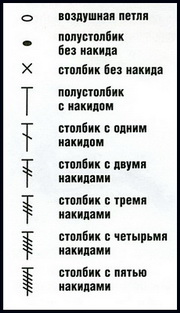 воздушная петля
полустолбик
без накида
столбик без накида
полустолбик
с накидом
столбик с одним
накидом
столбик с двумя
накидами
столбик с тремя
накидами
столбик с четырьмя
накидами
столбик с пятью
накидами